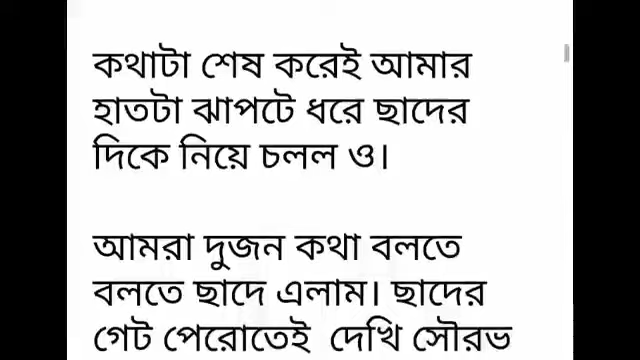 কথাটা শেষ করেই আমার
হাতটা ঝাপটে ধরে ছাদের
দিকে নিয়ে চলল ও।
আমরা দুজন কথা বলতে
বলতে ছাদে এলাম। ছাদের
গেট পেরোতেই দেখি সৌরভ